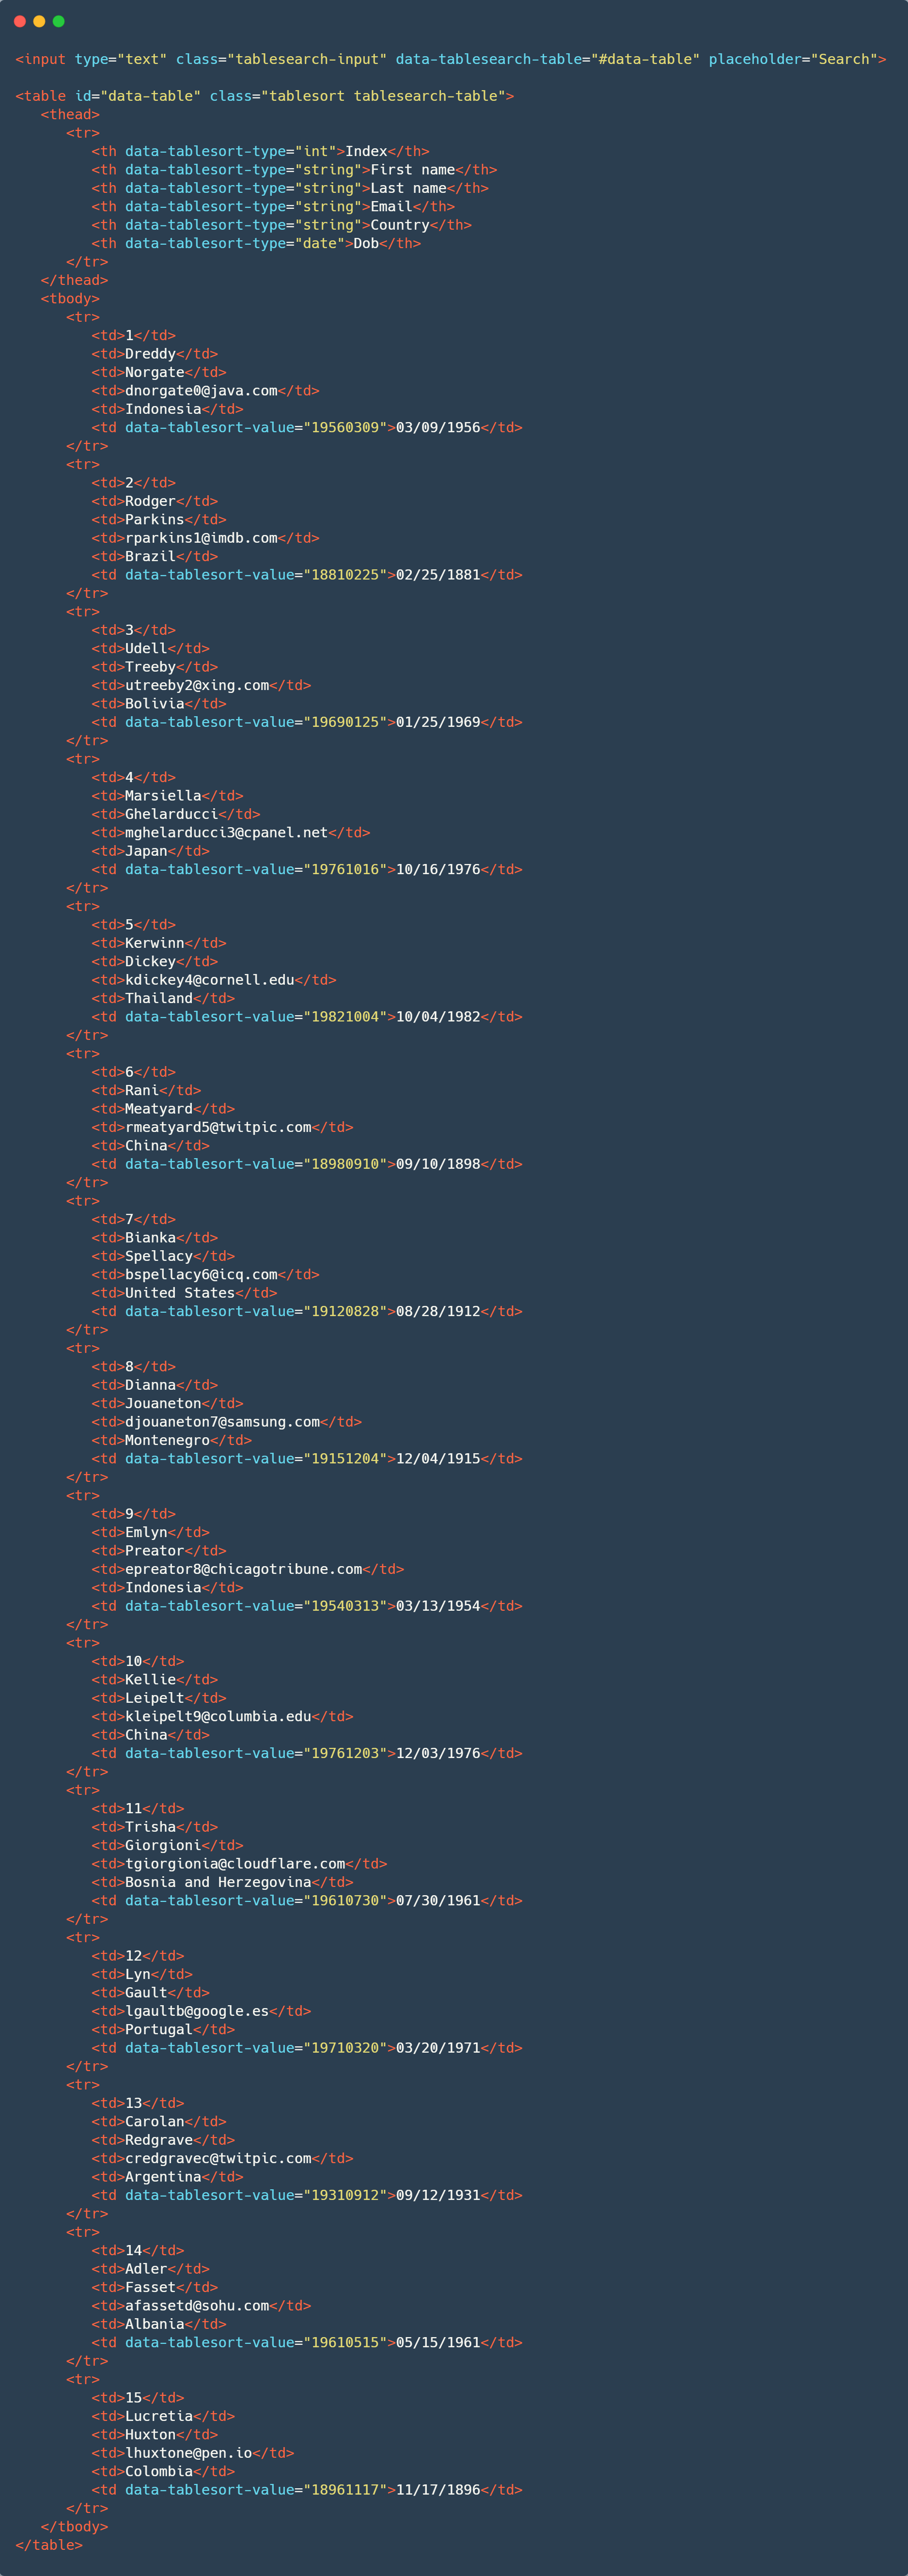 <input type="text" class="tablesearch-input" data-tablesearch-table="#data-table" placeholder="Search">
<table id="data-table" class="tablesort tablesearch-table">
<thead>
<tr>
<th data-tablesort-type="int">Index</th>
<th data-tablesort-type="string">First name</th>
<th data-tablesort-type="string">Last name</th>
<th data-tablesort-type="string">Email</th>
<th data-tablesort-type="string">Country</th>
<th data-tablesort-type="date">Dob</th>
</tr>
</thead>
<tbody>
<tr>
<td>1</td>
<td>Dreddy</td>
<td>Norgate</td>
<td>dnorgate0@java.com</td>
<td>Indonesia</td>
<td data-tablesort-value="19560309">03/09/1956</td>
</tr>
<tr>
<td>2</td>
<td>Rodger</td>
<td>Parkins</td>
<td>rparkins1@imdb.com</td>
<td>Brazil</td>
<td data-tablesort-value="18810225">02/25/1881</td>
</tr>
<tr>
<td>3</td>
<td>Udell</td>
<td>Treeby</td>
<td>utreeby2@xing.com</td>
<td>Bolivia</td>
<td data-tablesort-value="19690125">01/25/1969</td>
</tr>
<tr>
<td>4</td>
<td>Marsiella</td>
<td>Ghelarducci</td>
<td>mghelarducci3@cpanel.net</td>
<td>Japan</td>
<td data-tablesort-value="19761016">10/16/1976</td>
</tr>
<tr>
<td>5</td>
<td>Kerwinn</td>
<td>Dickey</td>
<td>kdickey4@cornell.edu</td>
<td>Thailand</td>
<td data-tablesort-value="19821004">10/04/1982</td>
</tr>
<tr>
<td>6</td>
<td>Rani</td>
<td>Meatyard</td>
<td>rmeatyard5@twitpic.com</td>
<td>China</td>
<td data-tablesort-value="18980910">09/10/1898</td>
</tr>
<tr>
<td>7</td>
<td>Bianka</td>
<td>Spellacy</td>
<td>bspellacy6@icq.com</td>
<td>United States</td>
<td data-tablesort-value="19120828">08/28/1912</td>
</tr>
<tr>
<td>8</td>
<td>Dianna</td>
<td>Jouaneton</td>
<td>djouaneton7@samsung.com</td>
<td>Montenegro</td>
<td data-tablesort-value="19151204">12/04/1915</td>
</tr>
<tr>
<td>9</td>
<td>Emlyn</td>
<td>Preator</td>
<td>epreator8@chicagotribune.com</td>
<td>Indonesia</td>
<td data-tablesort-value="19540313">03/13/1954</td>
</tr>
<tr>
<td>10</td>
<td>Kellie</td>
<td>Leipelt</td>
<td>kleipelt9@columbia.edu</td>
<td>China</td>
<td data-tablesort-value="19761203">12/03/1976</td>
</tr>
<tr>
<td>11</td>
<td>Trisha</td>
<td>Giorgioni</td>
<td>tgiorgionia@cloudflare.com</td>
<td>Bosnia and Herzegovina</td>
<td data-tablesort-value="19610730">07/30/1961</td>
</tr>
<tr>
<td>12</td>
<td>Lyn</td>
<td>Gault</td>
<td>lgaultb@google.es</td>
<td>Portugal</td>
<td data-tablesort-value="19710320">03/20/1971</td>
</tr>
<tr>
<td>13</td>
<td>Carolan</td>
<td>Redgrave</td>
<td>credgravec@twitpic.com</td>
<td>Argentina</td>
<td data-tablesort-value="19310912">09/12/1931</td>
</tr>
<tr>
<td>14</td>
<td>Adler</td>
<td>Fasset</td>
<td>afassetd@sohu.com</td>
<td>Albania</td>
<td data-tablesort-value="19610515">05/15/1961</td>
</tr>
<tr>
<td>15</td>
<td>Lucretia</td>
<td>Huxton</td>
<td>lhuxtone@pen.io</td>
<td>Colombia</td>
<td data-tablesort-value="18961117">11/17/1896</td>
</tr>
</tbody>
</table>